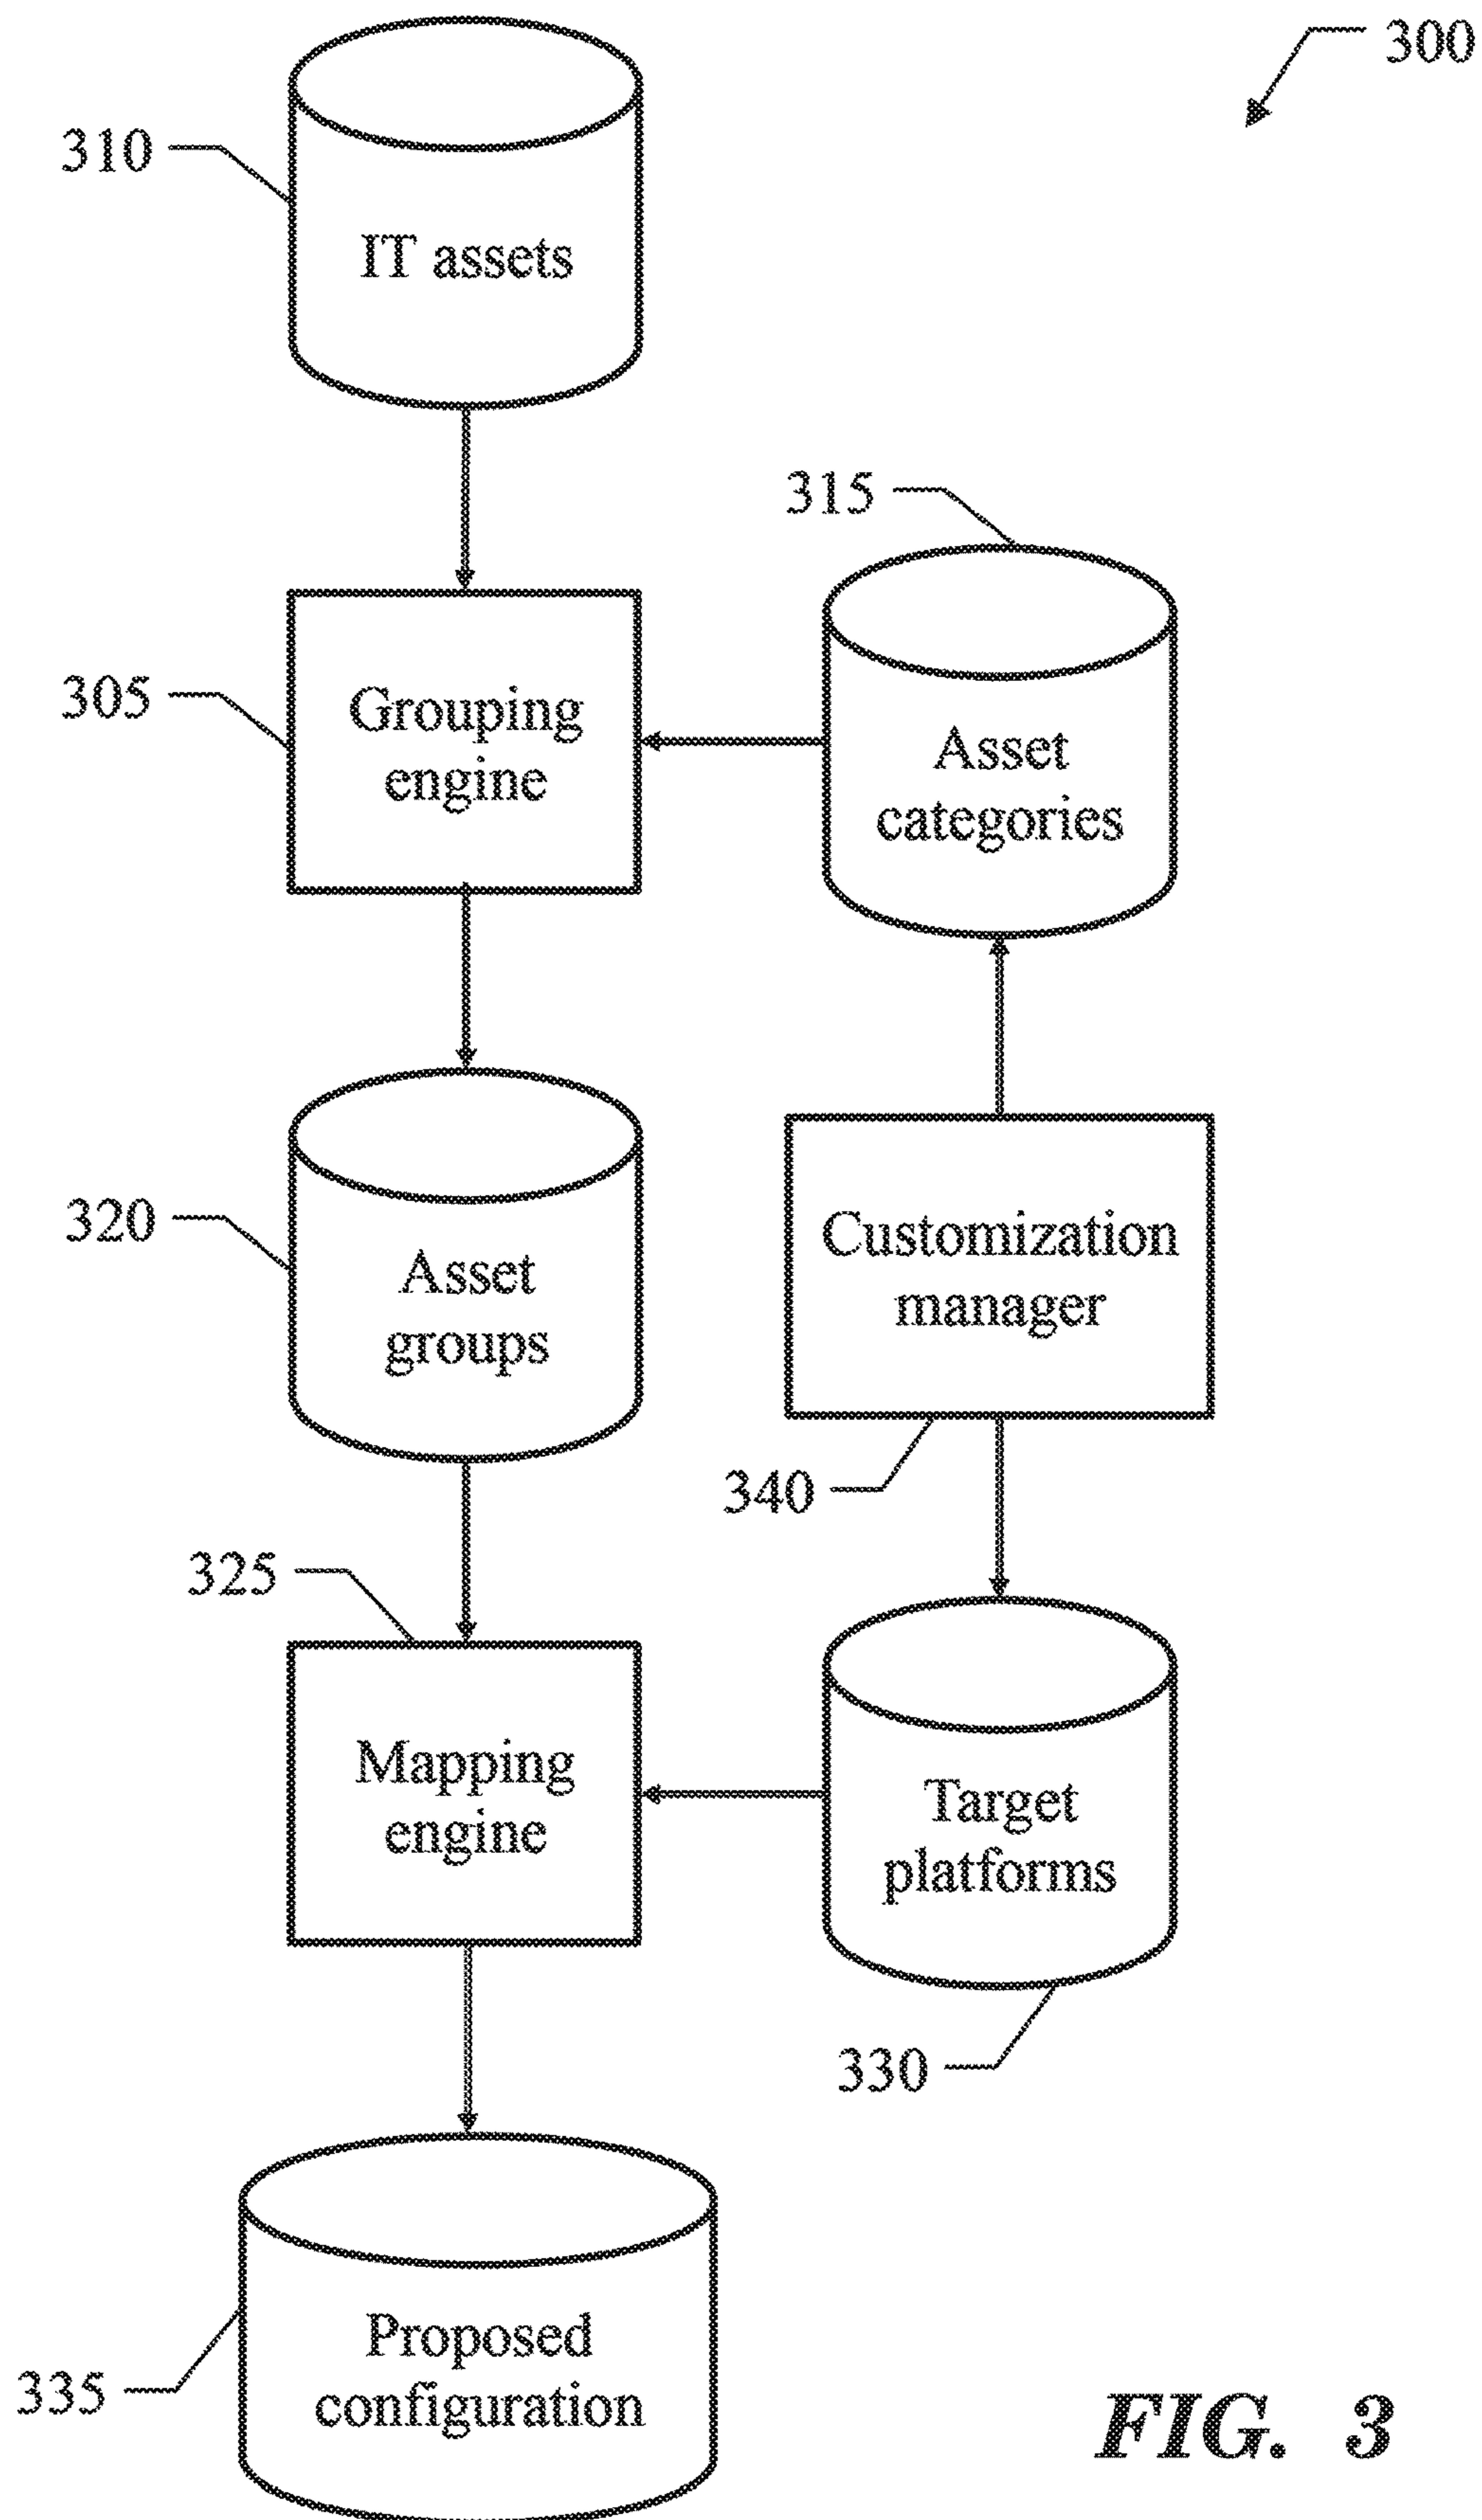 300
310
IT assets
315
305
Grouping
engine
Asset
categories
320
Asset
groups
Customization
manager
340
325
Mapping
engine
Target
platforms
330
335
Proposed
configuration
FIG. 3